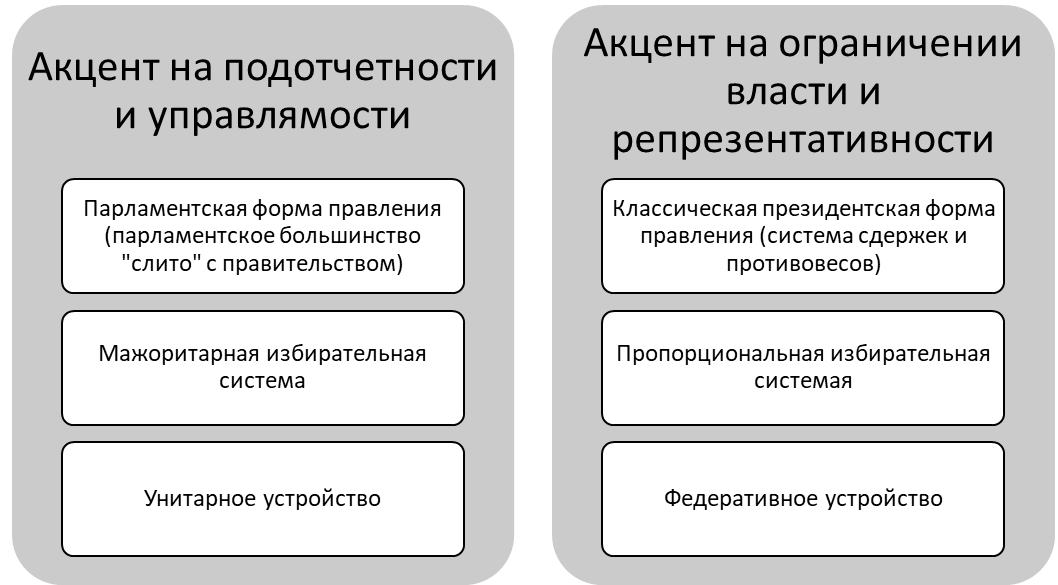 Акцент на подотчетности
и управлямости
Парламентская форма правления
(парламентское большинство
"слито" с правительством)
Мажоритарная избирательная
система
Унитарное устройство
Акцент на ограничении
власти и
репрезентативности
Классическая президентская форма
правления (система сдержек и
противовесов)
Пропорциональная избирательная
системая
Федеративное устройство